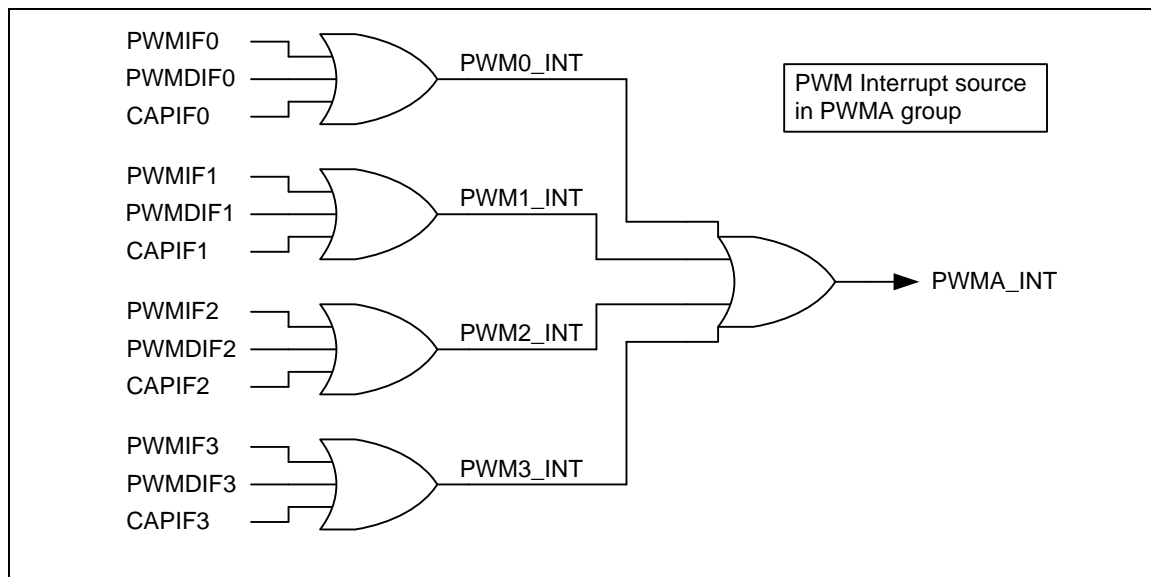 PWMIF0
PWMDIF0
CAPIF0
PWM0_INT
PWM Interrupt source
in PWMA group
PWMIF1
PWMDIF1
CAPIF1
PWM1_INT
PWMIF2
PWMDIF2
CAPIF2
PWM2_INT
PWMIF3
PWMDIF3
CAPIF3
PWM3_INT
PWMA_INT